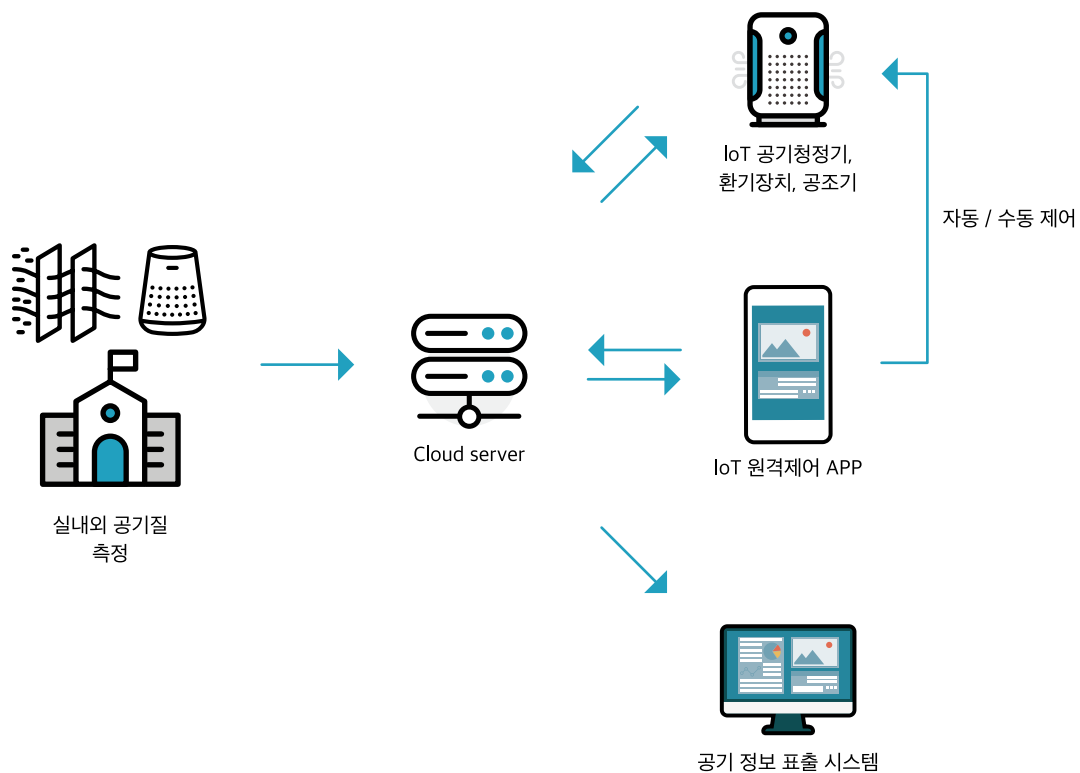 IoT 공기청정기,
환기장치, 공조기
자동 / 수동 제어
Cloud server
IoT 원격제어 APP
실내외 공기질
측정
공기 정보 표출 시스템